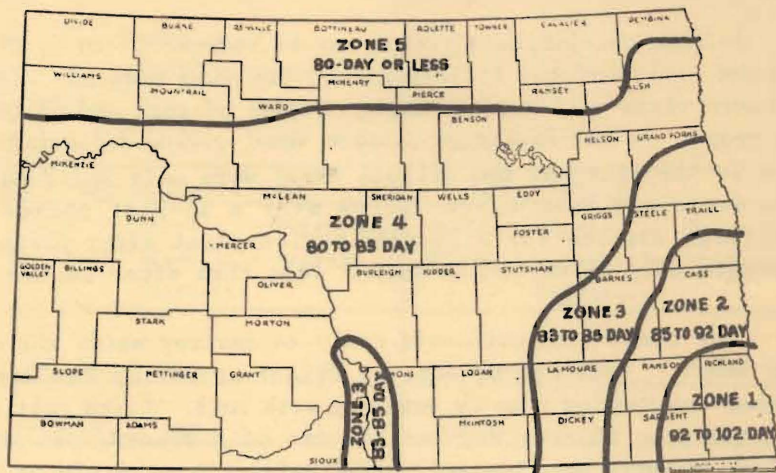 DIVIDE
BURKE
RENVILLE
BOTTINEAU
ROLETTE
TOWNER
CAVALIER
PEMBINA
ZONE 5
80-DAY OR LESS
WILLIAMS
MOUNTRAIL
WARD
McHENRY
PIERCE
RAMSEY
WALSH
BENSON
NELSON
GRAND FORKS
McKENZIE
McLEAN
SHERIDAN
WELLS
EDDY
FOSTER
GRIGGS
STEELE
TRAILL
DUNN
MERCER
ZONE 4
80 TO 83 DAY
GOLDEN
VALLEY
BILLINGS
OLIVER
BURLEIGH
KIDDER
STUTSMAN
BARNES
CASS
ZONE 3
83 TO 85 DAY
ZONE 2
85 TO 92 DAY
STARK
MORTON
SLOPE
HETTINGER
GRANT
ZONE 3
83-85 DAY
MONS
LOGAN
LA MOURE
RANSOM
RICHLAND
ZONE 1
92 TO 102 DAY
BOWMAN
ADAMS
SIOUX
McINTOSH
DICKEY
SARGENT